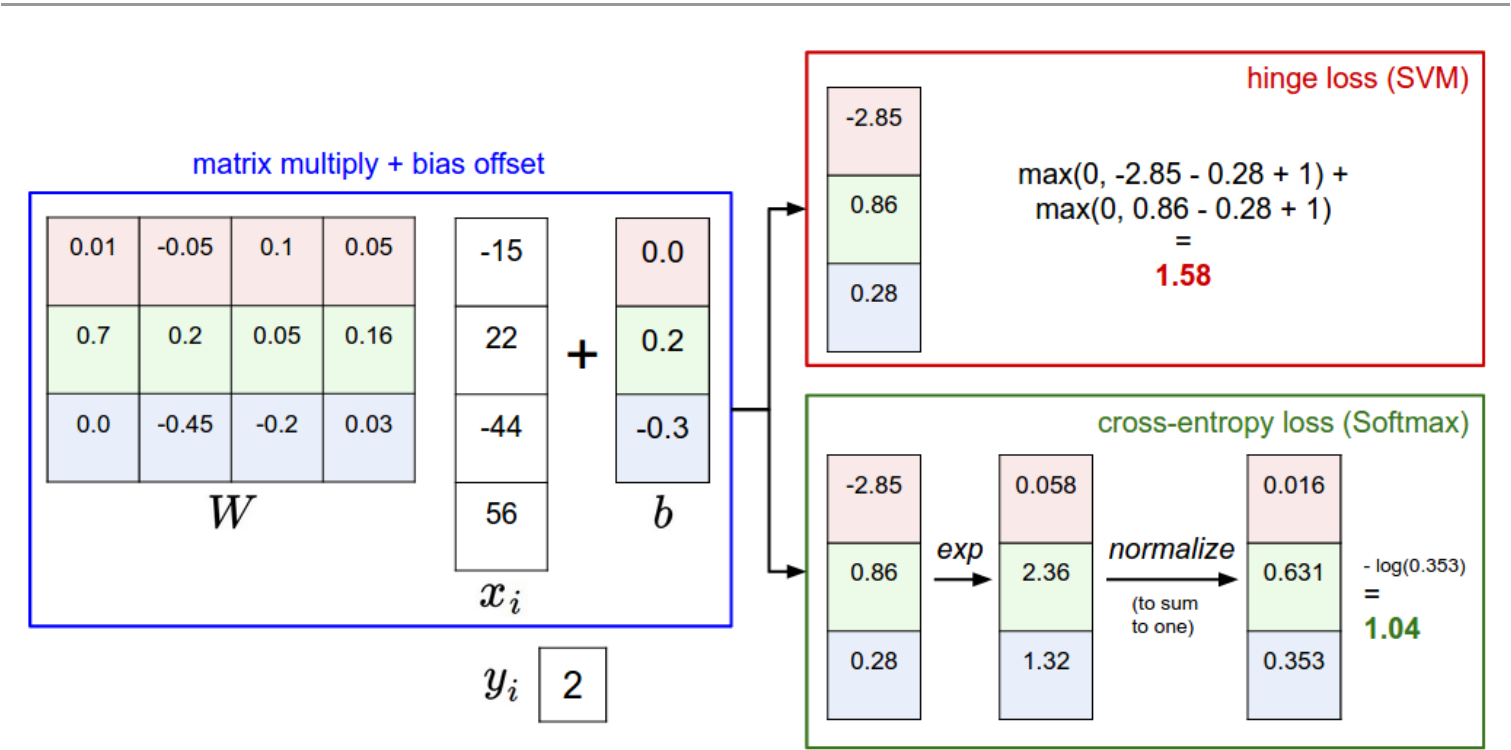 matrix multiply + bias offset
0.01 -0.05 0.1 0.05
0.7 0.2 0.05 0.16
0.0 -0.45 -0.2 0.03
W
-15
22
-44
56
x_i
+
0.0
0.2
-0.3
b
y_i 2
hinge loss (SVM)
-2.85
0.86
0.28
max(0, -2.85 - 0.28 + 1) +
max(0, 0.86 - 0.28 + 1)
=
1.58
cross-entropy loss (Softmax)
-2.85
0.86
0.28
exp
0.058
2.36
1.32
normalize
(to sum
to one)
0.016
0.631
0.353
- log(0.353)
=
1.04